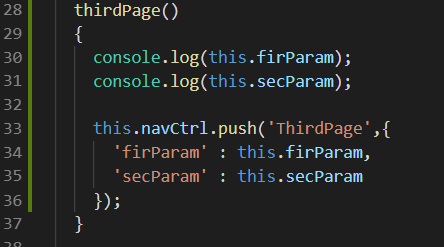 28 thirdPage()
29 {
30 console.log(this.firParam);
31 console.log(this.secParam);
32
33 this.navCtrl.push('ThirdPage',{
34 'firParam' : this.firParam,
35 'secParam' : this.secParam
36 });
37 }
38